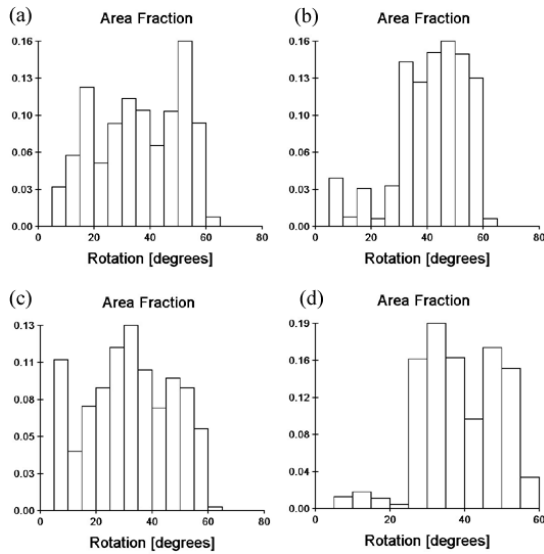 (a)
Area Fraction
0.16
0.13
0.10
0.06
0.03
0.00
0 20 40 60 80
Rotation [degrees]
(b)
Area Fraction
0.16
0.13
0.10
0.06
0.03
0.00
0 20 40 60 80
Rotation [degrees]
(c)
Area Fraction
0.13
0.11
0.08
0.05
0.03
0.00
0 20 40 60 80
Rotation [degrees]
(d)
Area Fraction
0.19
0.16
0.12
0.08
0.04
0.00
0 20 40 60
Rotation [degrees]